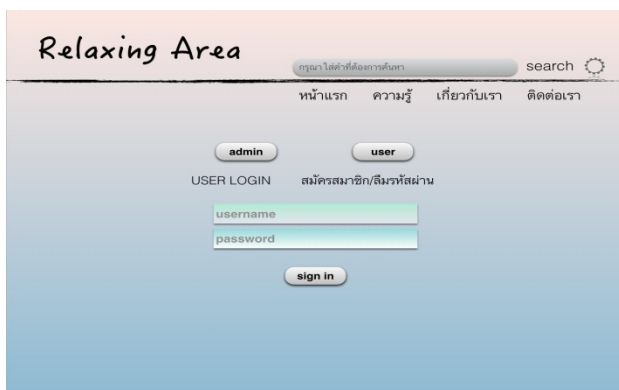 Relaxing Area
กรุณาใส่คำที่ต้องการค้นหา search
หน้าแรก ความรู้ เกี่ยวกับเรา ติดต่อเรา
admin user
USER LOGIN สมัครสมาชิก/ลืมรหัสผ่าน
username
password
sign in